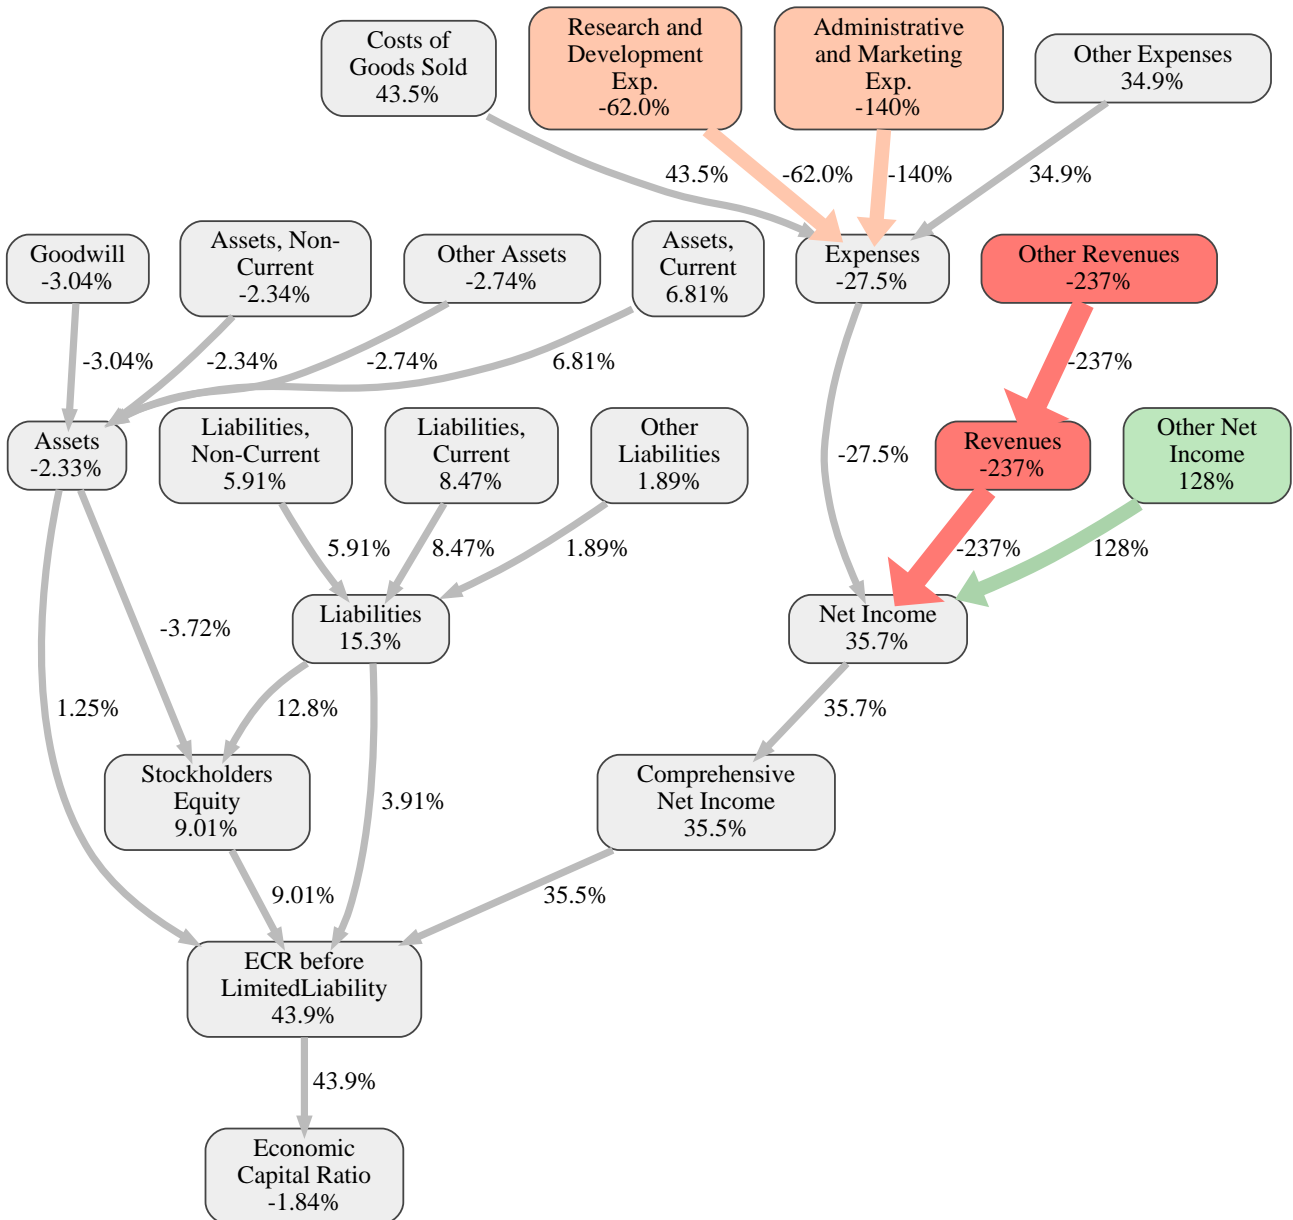 Costs of
Goods Sold
43.5%
Research and
Development
Exp.
-62.0%
Administrative
and Marketing
Exp.
-140%
Other Expenses
34.9%
43.5%
-62.0%
-140%
34.9%
Goodwill
-3.04%
Assets, Non-
Current
-2.34%
Other Assets
-2.74%
Assets,
Current
6.81%
Expenses
-27.5%
Other Revenues
-237%
-3.04%
-2.34%
-2.74%
6.81%
-237%
Assets
-2.33%
Liabilities,
Non-Current
5.91%
Liabilities,
Current
8.47%
Other
Liabilities
1.89%
-27.5%
Revenues
-237%
Other Net
Income
128%
5.91%
8.47%
1.89%
-237%
128%
-3.72%
Liabilities
15.3%
Net Income
35.7%
1.25%
12.8%
35.7%
Stockholders
Equity
9.01%
3.91%
Comprehensive
Net Income
35.5%
9.01%
35.5%
ECR before
LimitedLiability
43.9%
43.9%
Economic
Capital Ratio
-1.84%